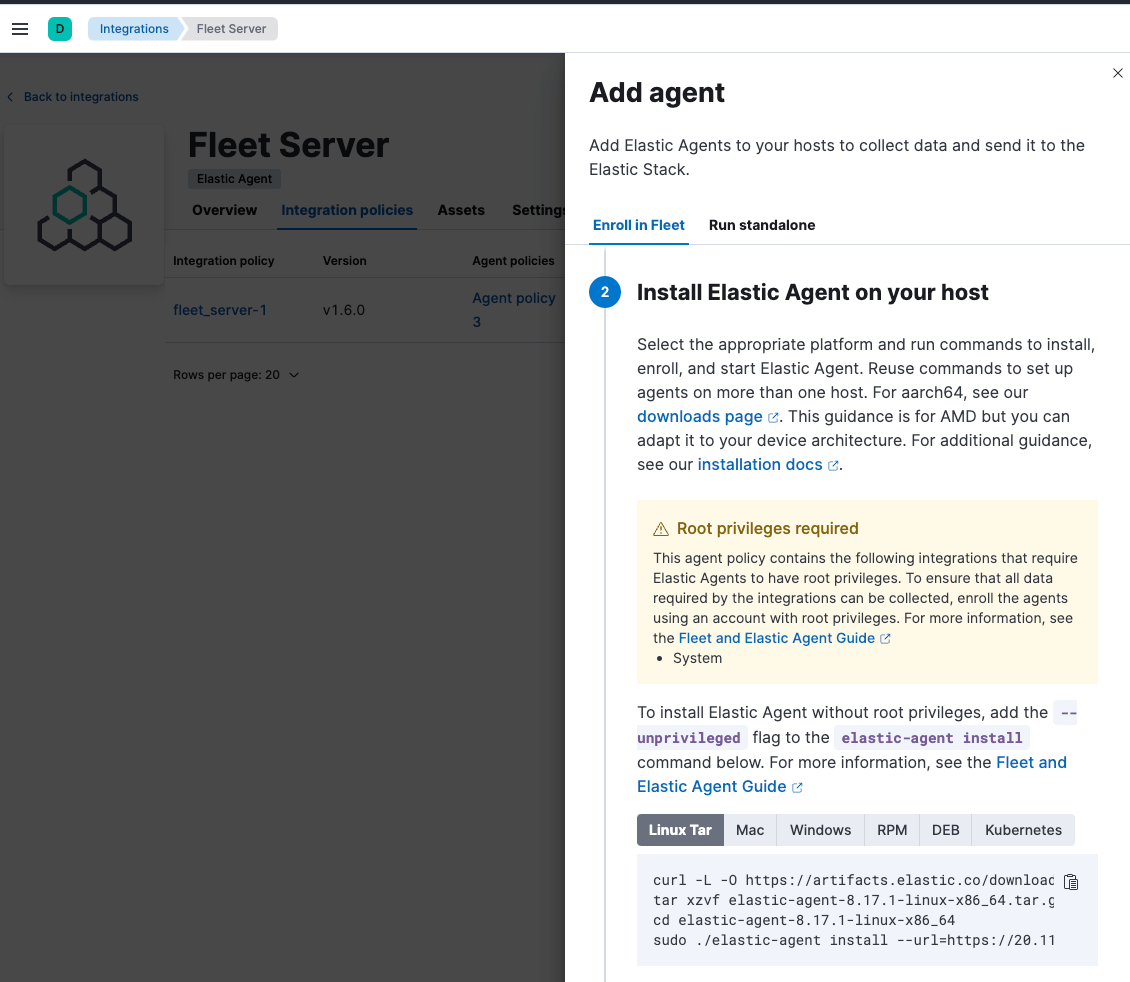 D
Integrations
Fleet Server
Back to integrations
Fleet Server
Elastic Agent
Overview
Integration policies
Assets
Settings
Integration policy
Version
Agent policies
fleet_server-1
v1.6.0
Agent policy
3
Rows per page: 20
Add agent
Add Elastic Agents to your hosts to collect data and send it to the
Elastic Stack.
Enroll in Fleet
Run standalone
2
Install Elastic Agent on your host
Select the appropriate platform and run commands to install,
enroll, and start Elastic Agent. Reuse commands to set up
agents on more than one host. For aarch64, see our
downloads page. This guidance is for AMD but you can
adapt it to your device architecture. For additional guidance,
see our installation docs.
Root privileges required
This agent policy contains the following integrations that require
Elastic Agents to have root privileges. To ensure that all data
required by the integrations can be collected, enroll the agents
using an account with root privileges. For more information, see
the Fleet and Elastic Agent Guide
• System
To install Elastic Agent without root privileges, add the --
unprivileged flag to the elastic-agent install
command below. For more information, see the Fleet and
Elastic Agent Guide
Linux Tar
Mac
Windows
RPM
DEB
Kubernetes
curl -L -O https://artifacts.elastic.co/download
tar xzvf elastic-agent-8.17.1-linux-x86_64.tar.g
cd elastic-agent-8.17.1-linux-x86_64
sudo ./elastic-agent install --url=https://20.11